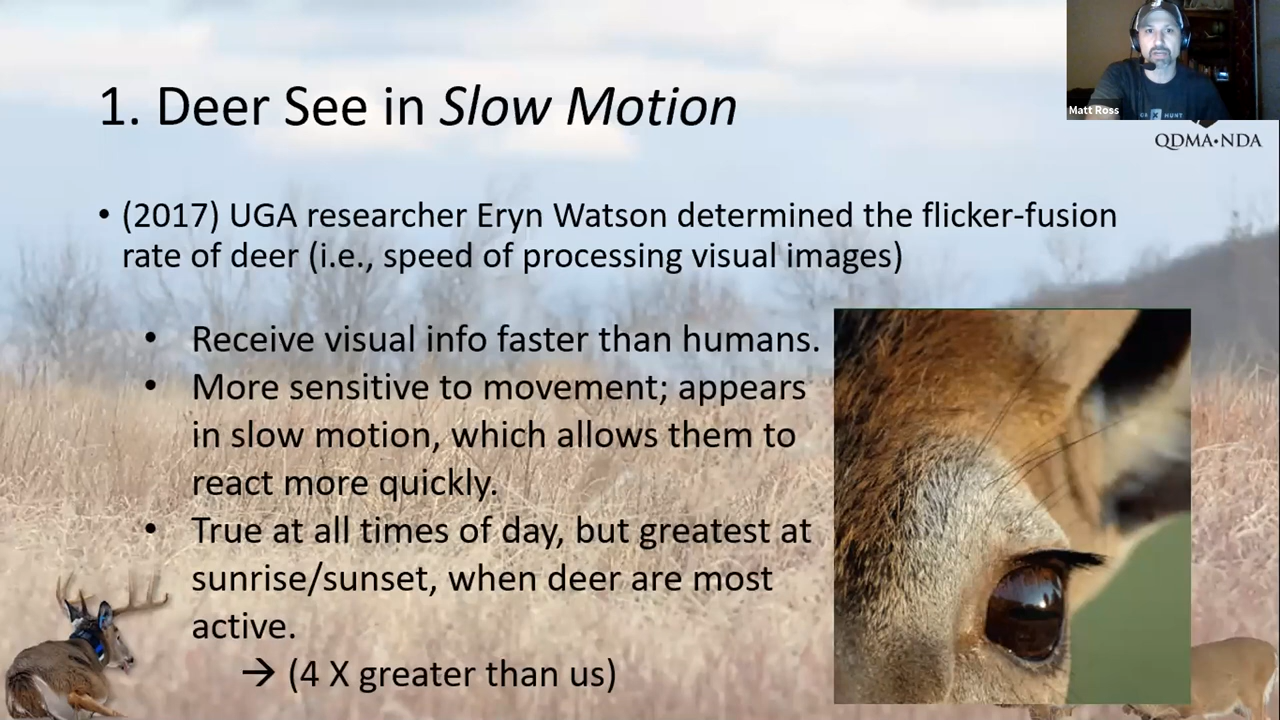 1. Deer See in Slow Motion
Matt Ross
HUNT
QDMA•NDA
• (2017) UGA researcher Eryn Watson determined the flicker-fusion
rate of deer (i.e., speed of processing visual images)
• Receive visual info faster than humans.
• More sensitive to movement; appears
in slow motion, which allows them to
react more quickly.
• True at all times of day, but greatest at
sunrise/sunset, when deer are most
active.
→ (4 X greater than us)